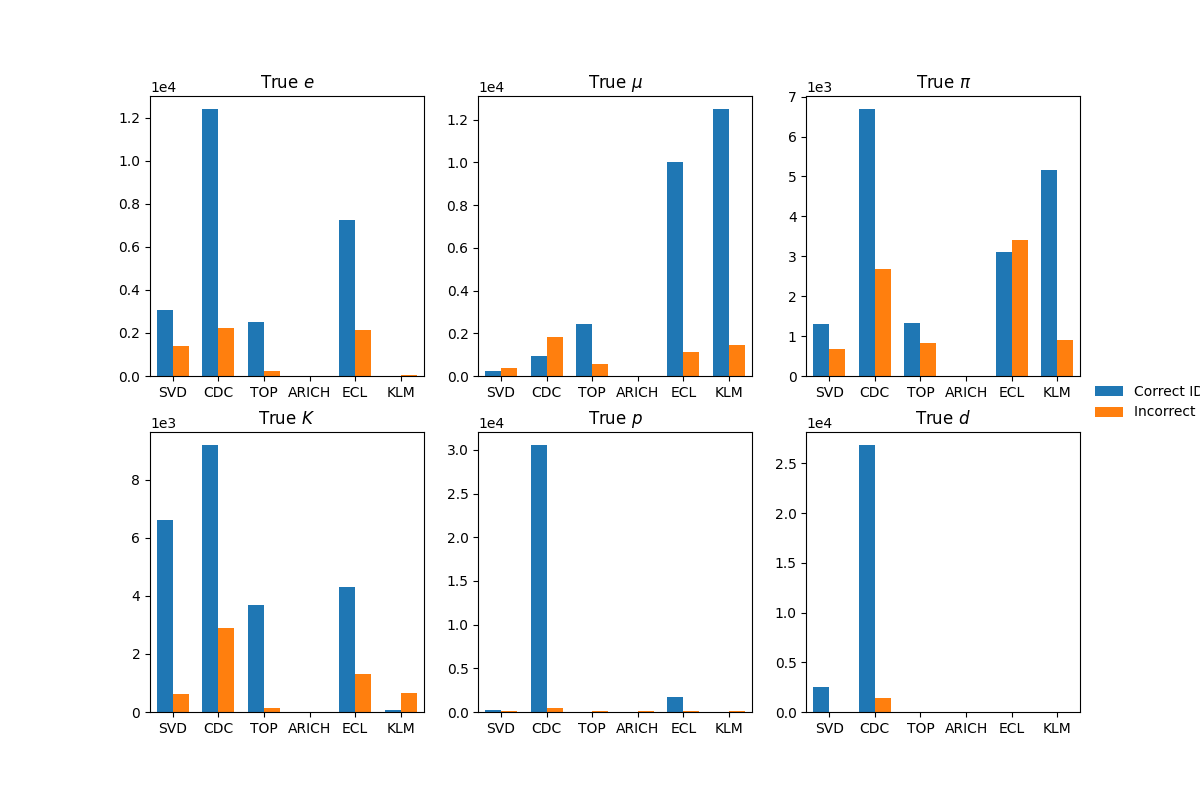 True e
True μ
True π
1e4
1e4
1e3
1.2
1.0
0.8
0.6
0.4
0.2
0.0
1.2
1.0
0.8
0.6
0.4
0.2
0.0
7
6
5
4
3
2
1
0
SVD CDC TOP ARICH ECL KLM
SVD CDC TOP ARICH ECL KLM
SVD CDC TOP ARICH ECL KLM
Correct ID
Incorrect
True K
True p
True d
1e3
1e4
1e4
8
6
4
2
0
3.0
2.5
2.0
1.5
1.0
0.5
0.0
2.5
2.0
1.5
1.0
0.5
0.0
SVD CDC TOP ARICH ECL KLM
SVD CDC TOP ARICH ECL KLM
SVD CDC TOP ARICH ECL KLM